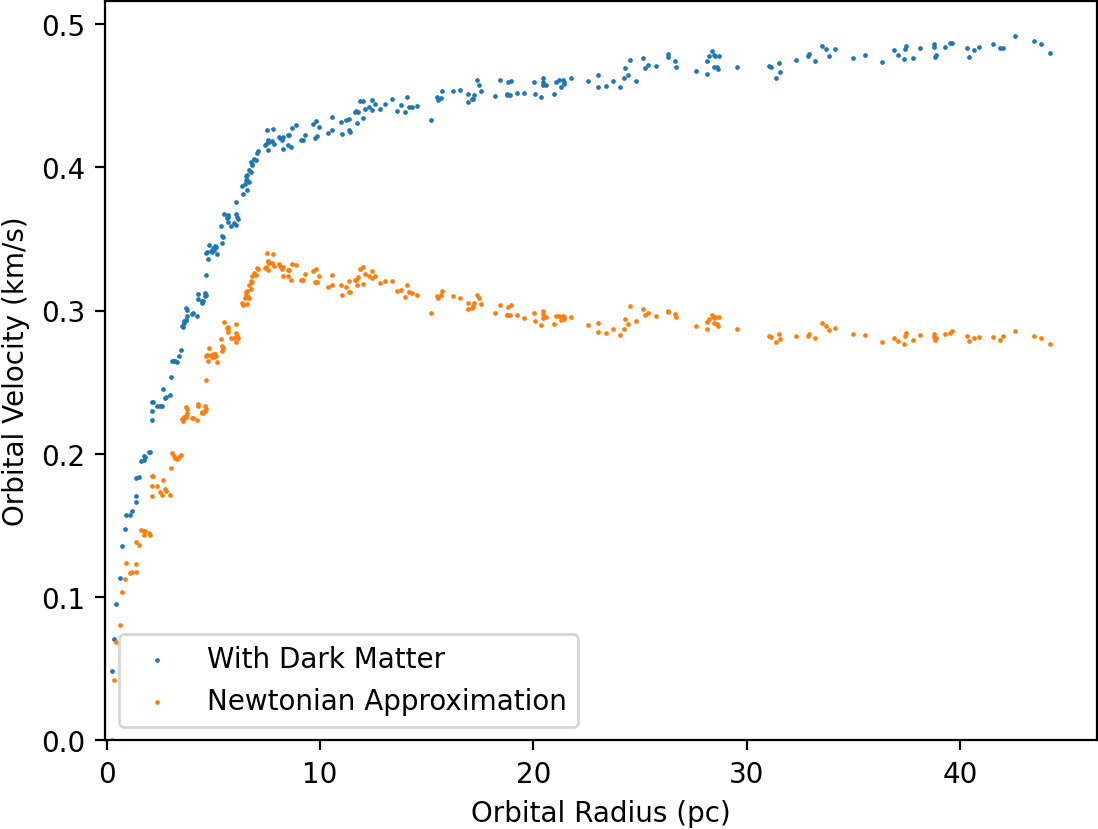 0.5
0.4
0.3
0.2
0.1
0.0
Orbital Velocity (km/s)
With Dark Matter
Newtonian Approximation
0 10 20 30 40
Orbital Radius (pc)